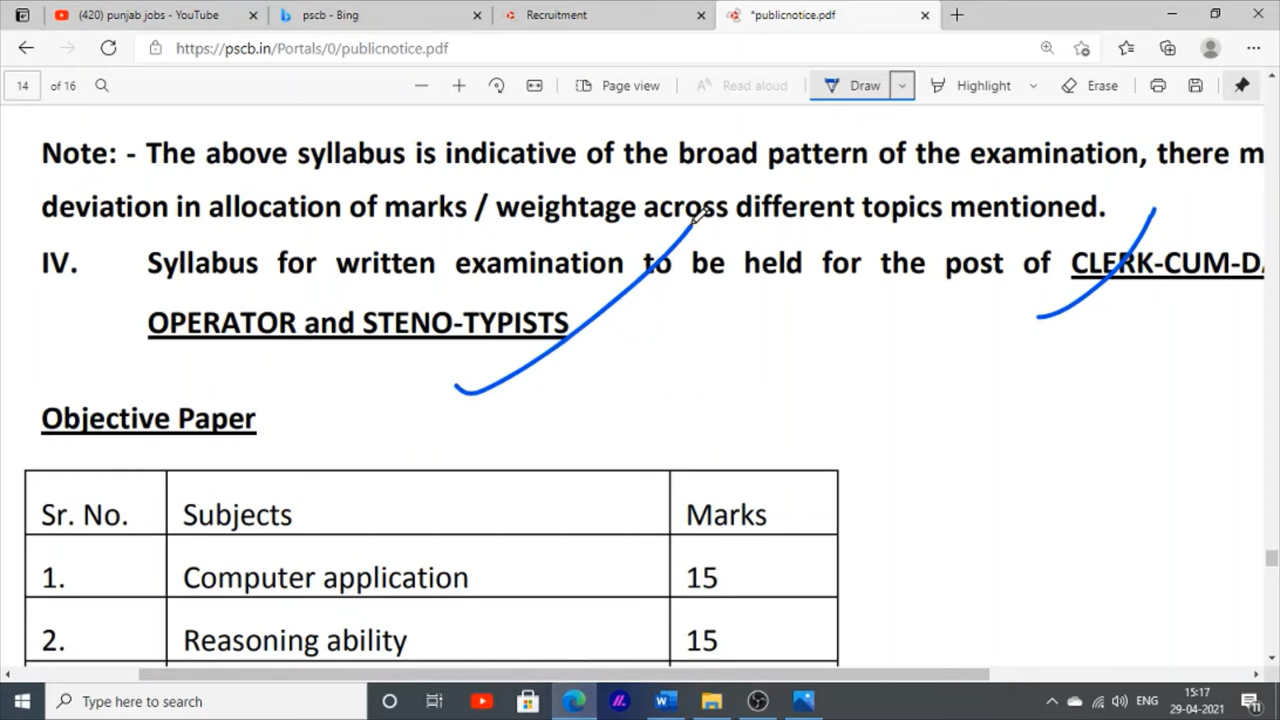 (420) punjab jobs - YouTube
pscb - Bing
Recruitment
*publicnotice.pdf
https://pscb.in/Portals/0/publicnotice.pdf
14 of 16
Page view
Read aloud
Draw
Highlight
Erase
Note: - The above syllabus is indicative of the broad pattern of the examination, there m
deviation in allocation of marks / weightage across different topics mentioned.
IV. Syllabus for written examination to be held for the post of CLERK-CUM-DA
OPERATOR and STENO-TYPISTS
Objective Paper
Sr. No. Subjects Marks
1. Computer application 15
2. Reasoning ability 15
Type here to search
ENG
15:17
29-04-2021